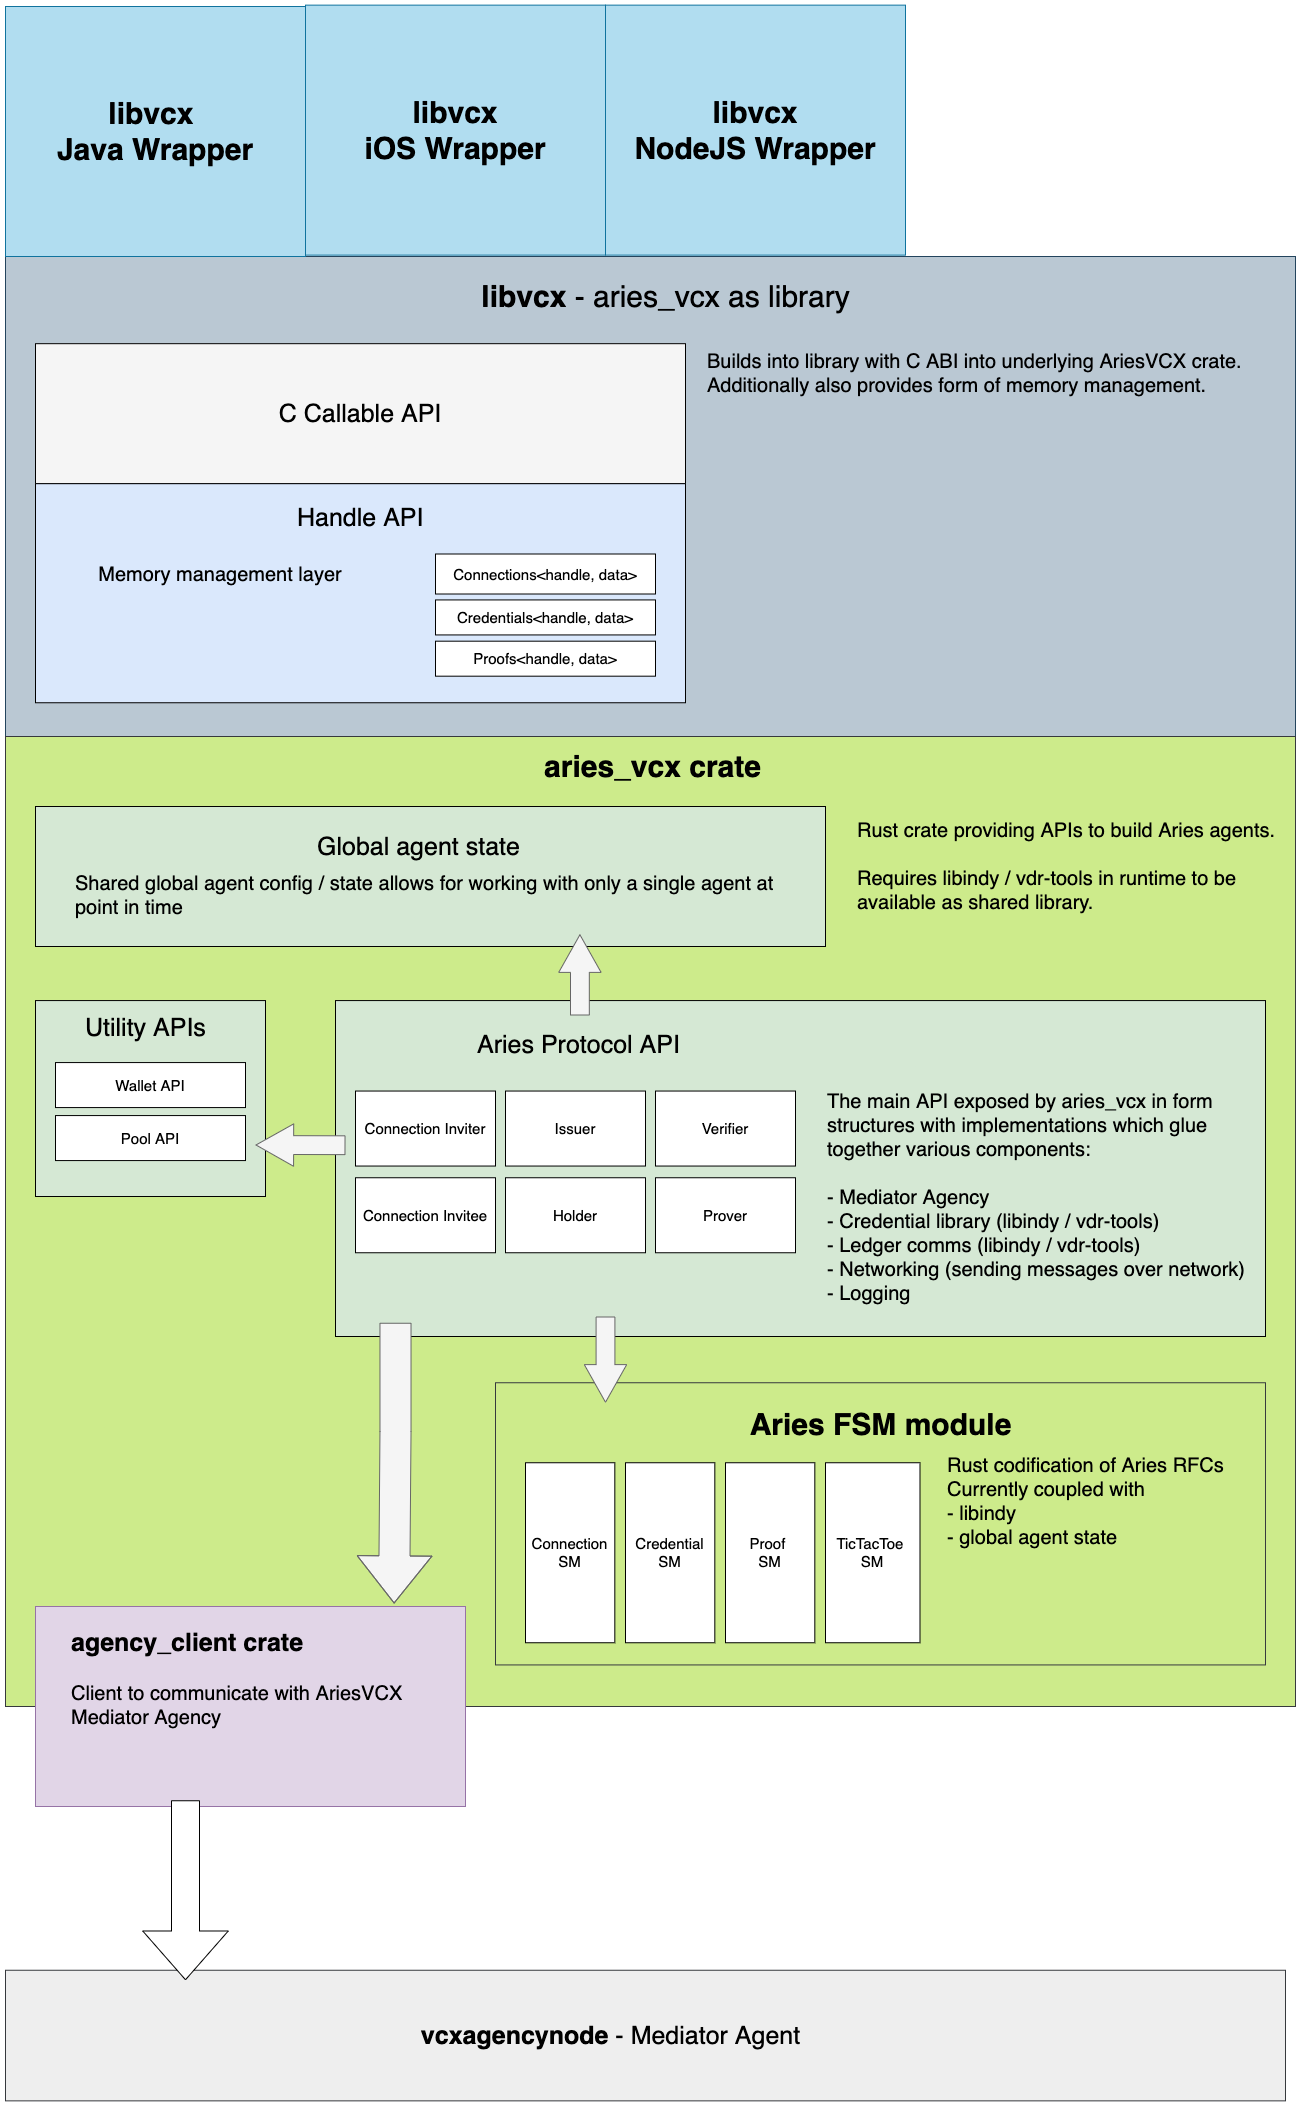 libvcx
Java Wrapper
libvcx
iOS Wrapper
libvcx
NodeJS Wrapper
libvcx - aries_vcx as library
C Callable API
Builds into library with C ABI into underlying AriesVCX crate.
Additionally also provides form of memory management.
Handle API
Memory management layer
Connections<handle, data>
Credentials<handle, data>
Proofs<handle, data>
aries_vcx crate
Global agent state
Shared global agent config / state allows for working with only a single agent at
point in time
Rust crate providing APIs to build Aries agents.
Requires libindy / vdr-tools in runtime to be
available as shared library.
Utility APIs
Wallet API
Pool API
Aries Protocol API
Connection Inviter
Issuer
Verifier
Connection Invitee
Holder
Prover
The main API exposed by aries_vcx in form
structures with implementations which glue
together various components:
- Mediator Agency
- Credential library (libindy / vdr-tools)
- Ledger comms (libindy / vdr-tools)
- Networking (sending messages over network)
- Logging
Aries FSM module
Connection
SM
Credential
SM
Proof
SM
TicTacToe
SM
Rust codification of Aries RFCs
Currently coupled with
- libindy
- global agent state
agency_client crate
Client to communicate with AriesVCX
Mediator Agency
vcxagencynode - Mediator Agent